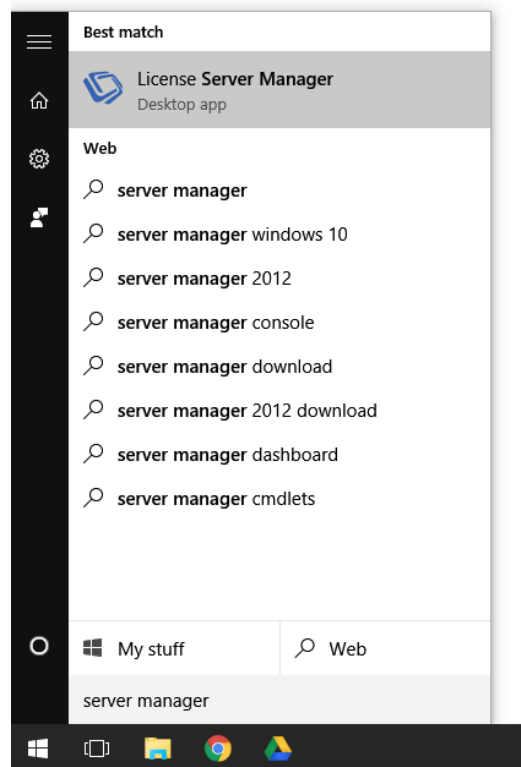 Best match
License Server Manager
Desktop app
Web
server manager
server manager windows 10
server manager 2012
server manager console
server manager download
server manager 2012 download
server manager dashboard
server manager cmdlets
My stuff
Web
server manager